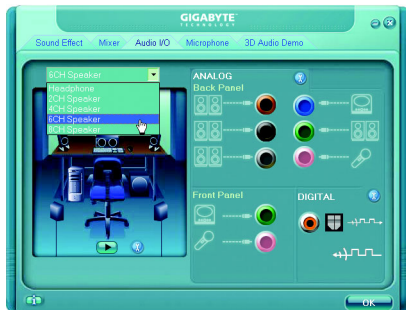 GIGABYTE
TECHNOLOGY
Sound Effect Mixer Audio I/O Microphone 3D Audio Demo
6CH Speaker
Headphone
2CH Speaker
4CH Speaker
6CH Speaker
8CH Speaker
ANALOG
Back Panel
Front Panel
DIGITAL
OK